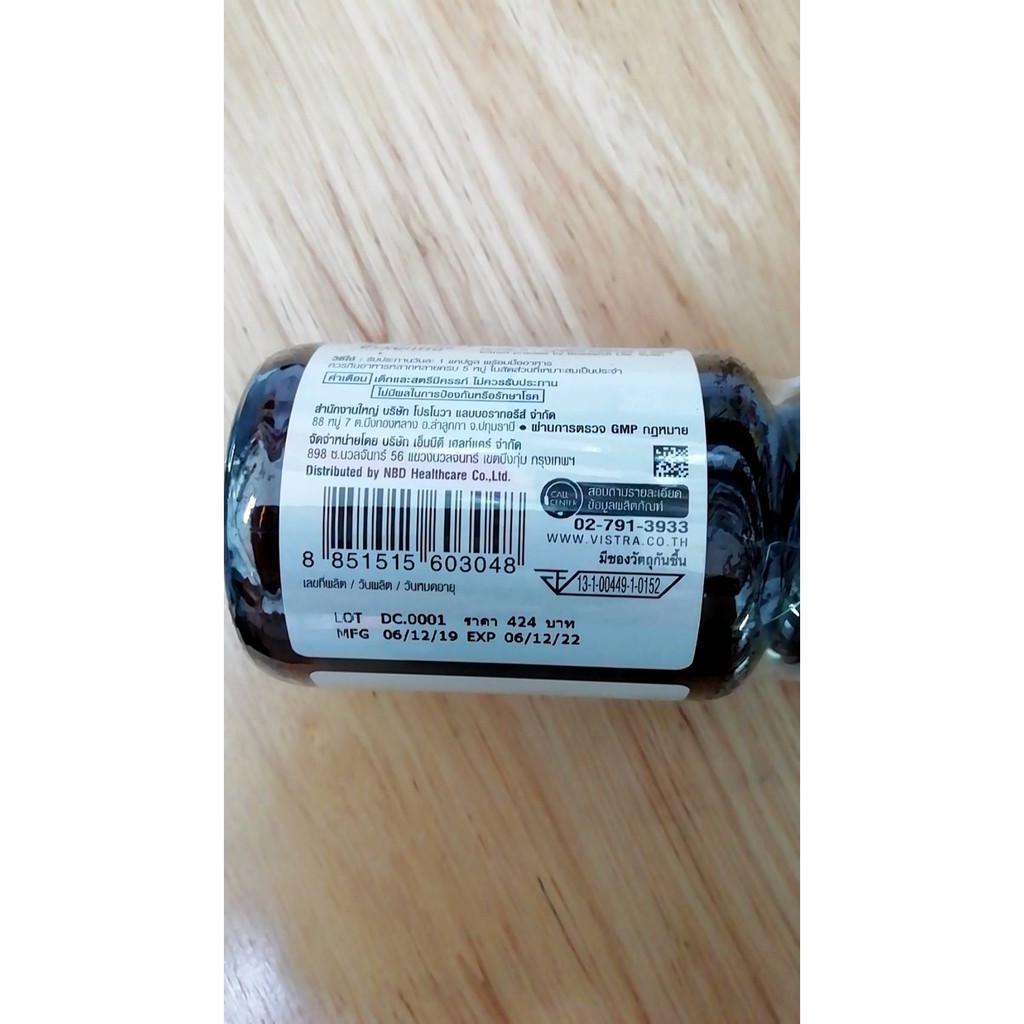 วิธีใช้ : รับประทานวันละ 1 แคปซูล พร้อมมื้ออาหาร
ควรกินอาหารหลากหลายครบ 5 หมู่ ในสัดส่วนที่เหมาะสมเป็นประจำ
คำเตือน เด็กและสตรีมีครรภ์ ไม่ควรรับประทาน
ไม่มีผลในการป้องกันหรือรักษาโรค
สำนักงานใหญ่ บริษัท โปรโนวา แลบบอราทอรีส์ จำกัด
88 หมู่ 7 ต.บึงทองหลาง อ.ลำลูกกา จ.ปทุมธานี • ผ่านการตรวจ GMP กฎหมาย
จัดจำหน่ายโดย บริษัท เอ็นบีดี เฮลท์แคร์ จำกัด
898 ซ.นวลจันทร์ 56 แขวงนวลจันทร์ เขตบึงกุ่ม กรุงเทพฯ
Distributed by NBD Healthcare Co.,Ltd.
CALL CENTER
สอบถามรายละเอียด
ข้อมูลผลิตภัณฑ์
02-791-3933
WWW.VISTRA.CO.TH
มีซองวัตถุกันชื้น
8 851515 603048
13-1-00449-1-0152
เลขที่ผลิต / วันผลิต / วันหมดอายุ
LOT DC.0001 ราคา 424 บาท
MFG 06/12/19 EXP 06/12/22